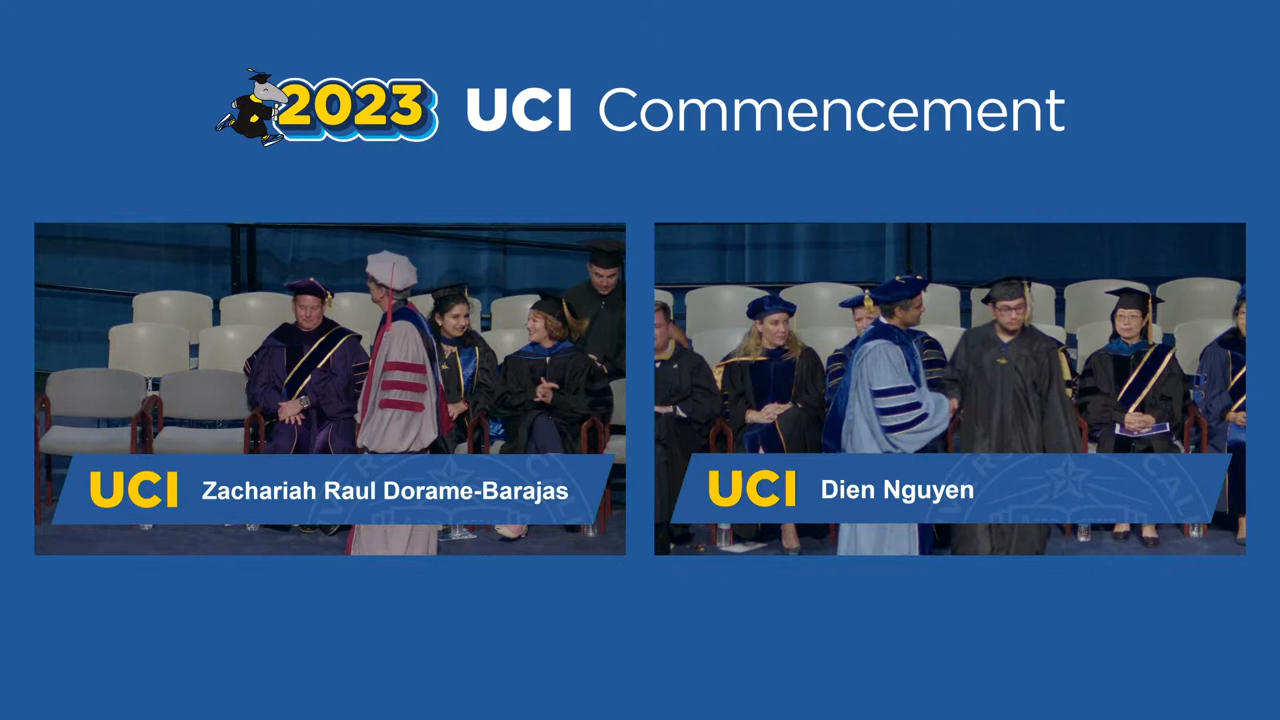 2023 UCI Commencement
UCI Zachariah Raul Dorame-Barajas
UCI Dien Nguyen